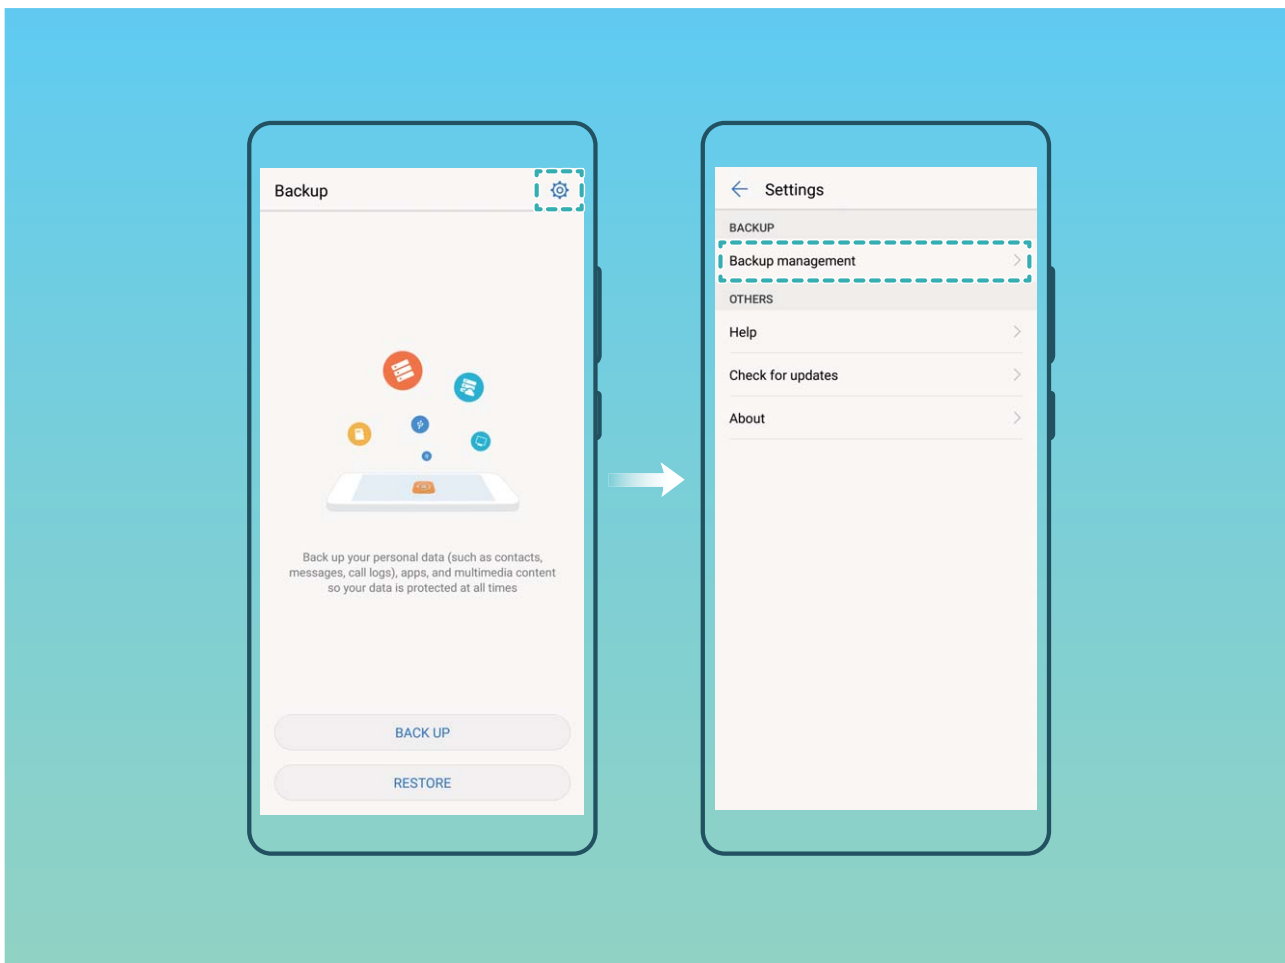 Backup
Back up your personal data (such as contacts,
messages, call logs), apps, and multimedia content
so your data is protected at all times
BACK UP
RESTORE
Settings
BACKUP
Backup management
OTHERS
Help
Check for updates
About